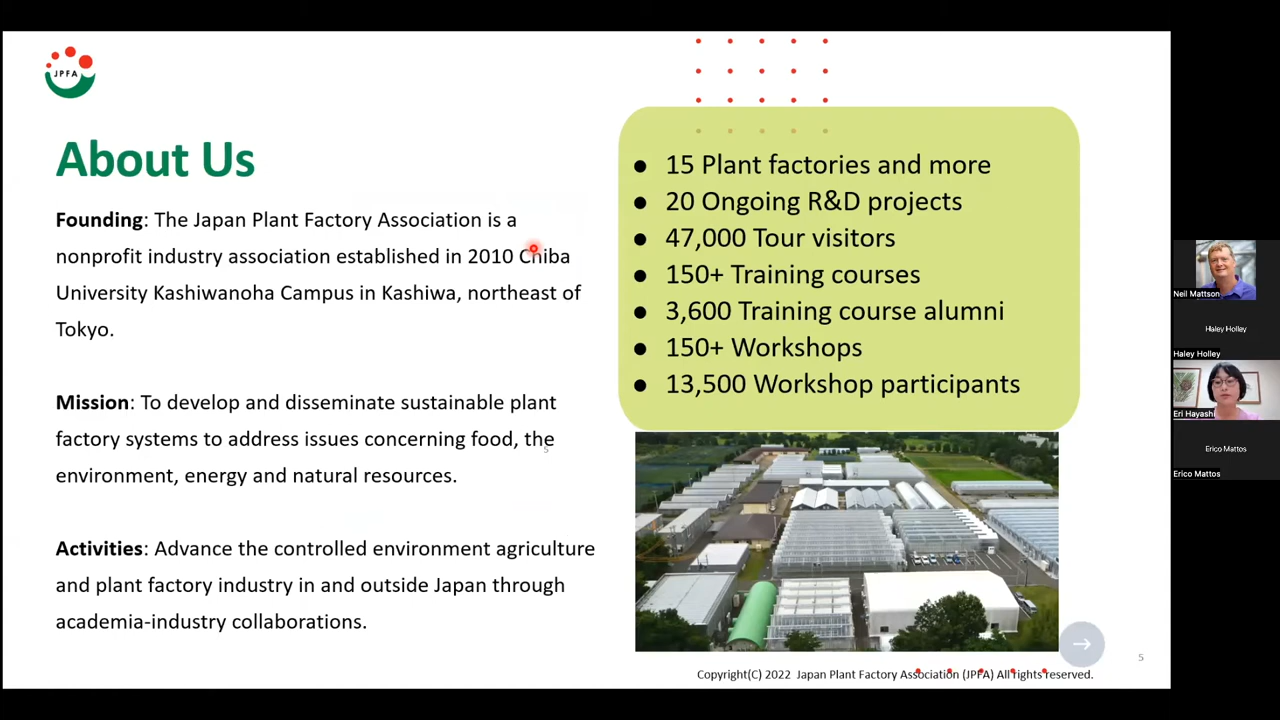 JPFA
About Us
Founding: The Japan Plant Factory Association is a
nonprofit industry association established in 2010 Chiba
University Kashiwanoha Campus in Kashiwa, northeast of
Tokyo.
Mission: To develop and disseminate sustainable plant
factory systems to address issues concerning food, the
environment, energy and natural resources.
5
Activities: Advance the controlled environment agriculture
and plant factory industry in and outside Japan through
academia-industry collaborations.
● 15 Plant factories and more
● 20 Ongoing R&D projects
● 47,000 Tour visitors
● 150+ Training courses
● 3,600 Training course alumni
● 150+ Workshops
● 13,500 Workshop participants
5
Copyright(C) 2022 Japan Plant Factory Association (JPFA) All rights reserved.
Neil Mattson
Haley Holley
Haley Holley
Eri Hayashi
Erico Mattos
Erico Mattos